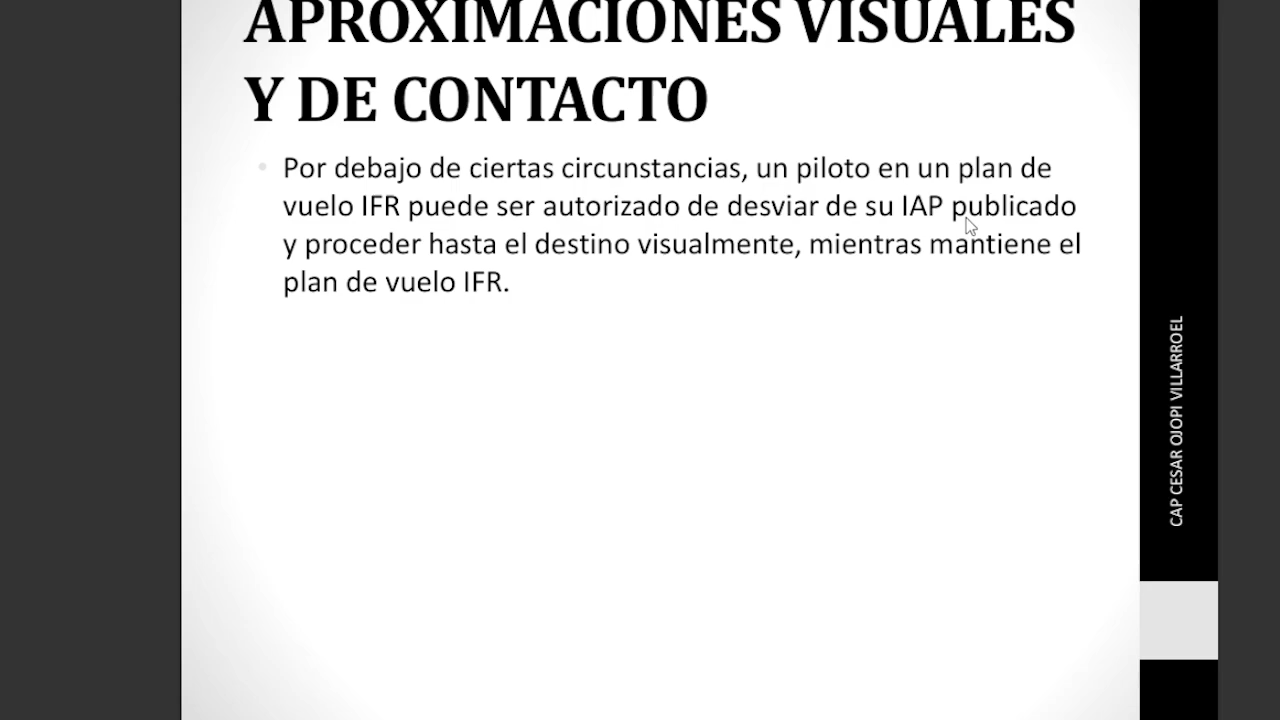 APROXIMACIONES VISUALES
Y DE CONTACTO
Por debajo de ciertas circunstancias, un piloto en un plan de
vuelo IFR puede ser autorizado de desviar de su IAP publicado
y proceder hasta el destino visualmente, mientras mantiene el
plan de vuelo IFR.
CAP CESAR OJOPI VILLARROEL